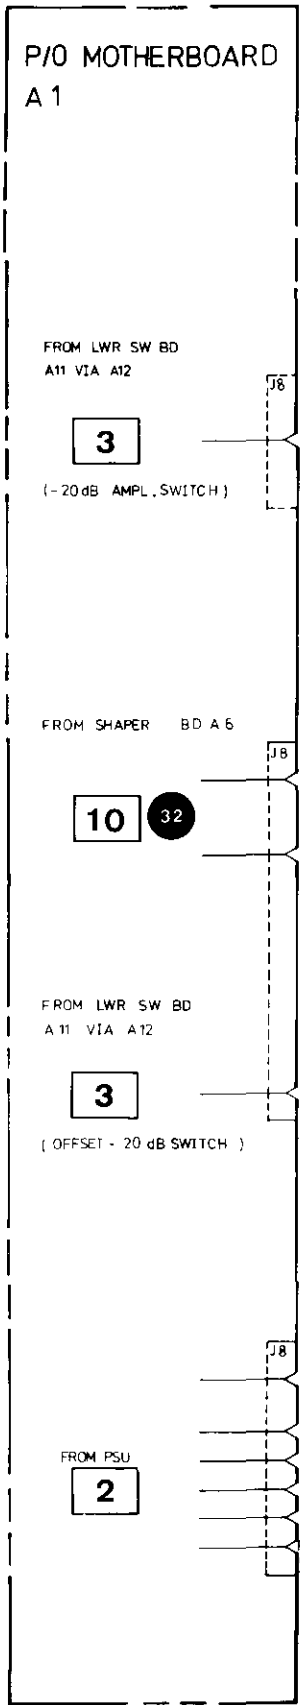 P/O MOTHERBOARD
A 1
FROM LWR SW BD
A11 VIA A12
J8
3
(-20dB AMPL. SWITCH)
FROM SHAPER BD A6
J8
10 32
FROM LWR SW BD
A11 VIA A12
3
( OFFSET - 20 dB SWITCH )
J8
FROM PSU
2